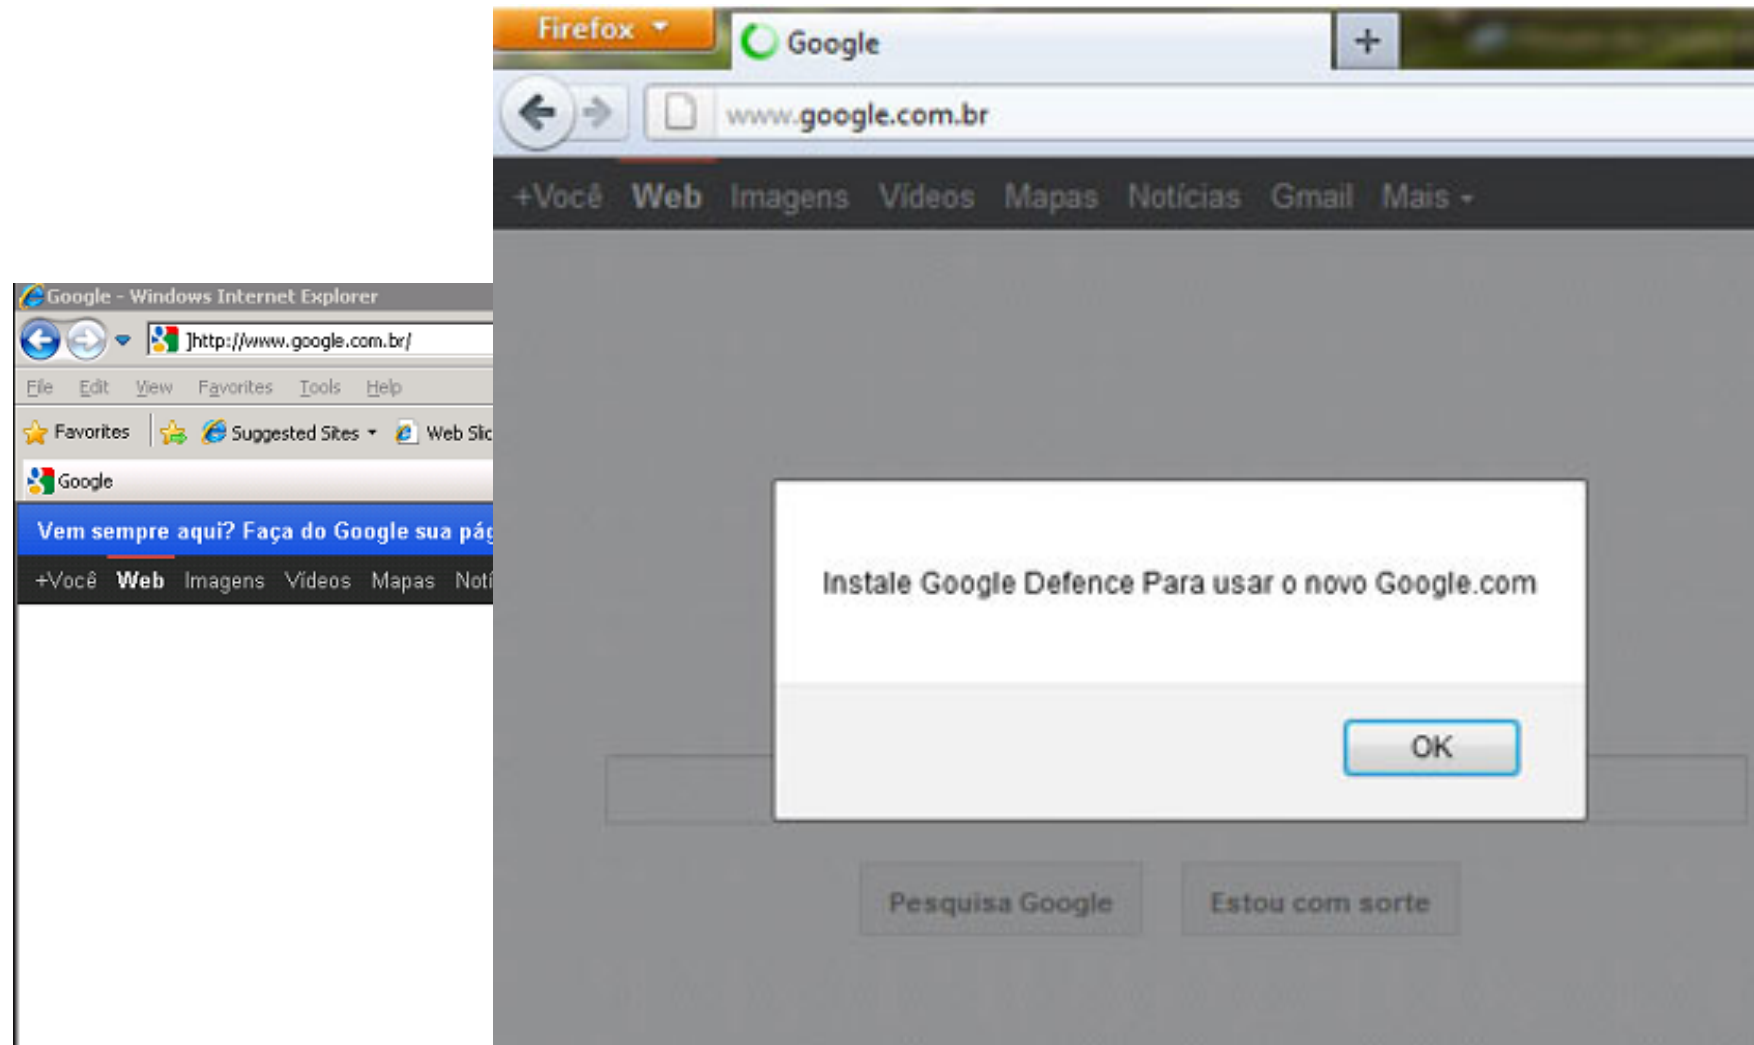 Firefox
Google
www.google.com.br
+Você Web Imagens Vídeos Mapas Notícias Gmail Mais
Instale Google Defence Para usar o novo Google.com
OK
Pesquisa Google Estou com sorte
Google - Windows Internet Explorer
]http://www.google.com.br/
File Edit View Favorites Tools Help
Favorites Suggested Sites Web Slic
Google
Vem sempre aqui? Faça do Google sua pág
+Você Web Imagens Vídeos Mapas Notí